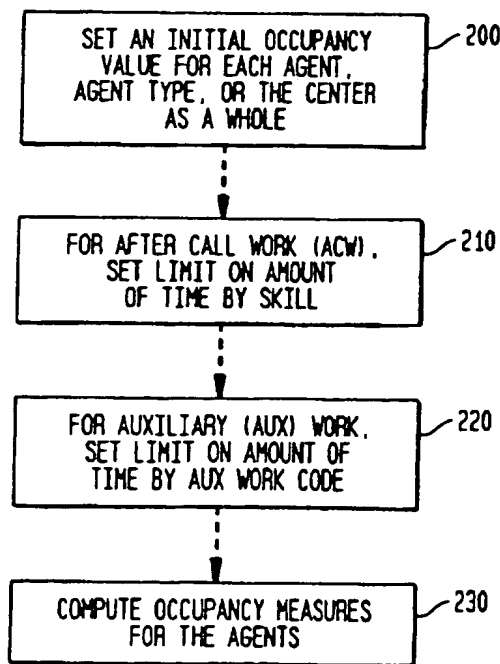 SET AN INITIAL OCCUPANCY
VALUE FOR EACH AGENT,
AGENT TYPE, OR THE CENTER
AS A WHOLE
200
FOR AFTER CALL WORK (ACW),
SET LIMIT ON AMOUNT
OF TIME BY SKILL
210
FOR AUXILIARY (AUX) WORK,
SET LIMIT ON AMOUNT OF
TIME BY AUX WORK CODE
220
COMPUTE OCCUPANCY MEASURES
FOR THE AGENTS
230